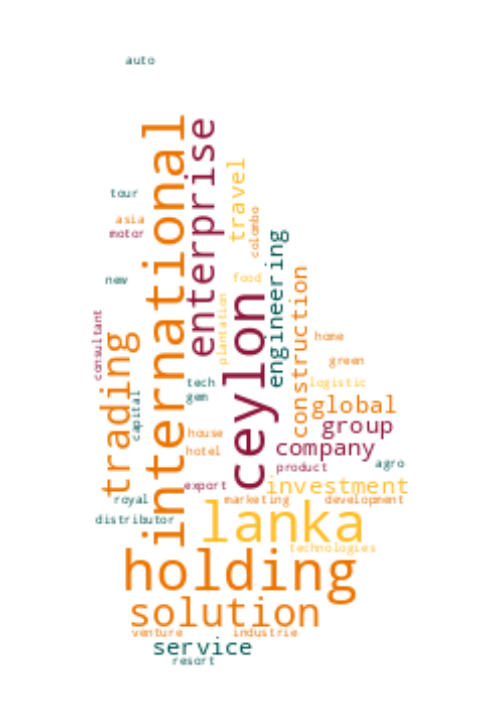 auto
international
enterprise
travel
tour
colombo
asia
motor
engineering
construction
new
food
ceylon
plantation
consultant
trading
home
green
tech
logistic
capital
gem
global
group
house
hotel
company
product
agro
export
investment
royal
marketing
development
lanka
distributor
technologies
holding
solution
venture
industrie
service
resort